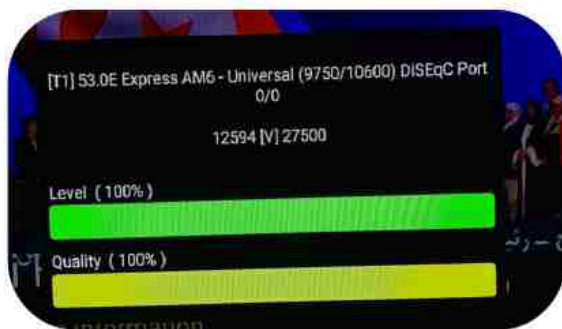 [T1] 53.0E Express AM6 - Universal (9750/10600) DiSEqC Port
0/0
12594 [V] 27500
Level ( 100% )
Quality ( 100% )